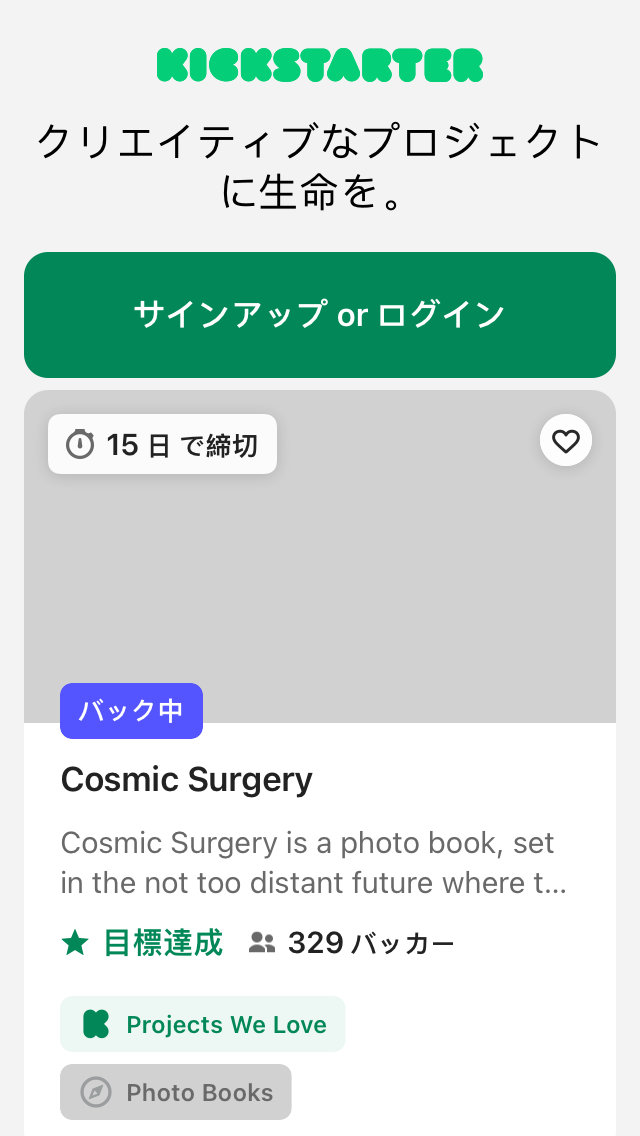 KICKSTARTER
クリエイティブなプロジェクト
に生命を。
サインアップ or ログイン
15 日 で締切
バック中
Cosmic Surgery
Cosmic Surgery is a photo book, set
in the not too distant future where t...
目標達成 329 バッカー
Projects We Love
Photo Books